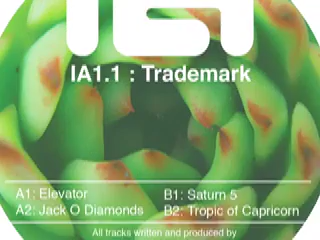 IA1.1 : Trademark
A1: Elevator
A2: Jack O Diamonds
B1: Saturn 5
B2: Tropic of Capricorn
All tracks written and produced by